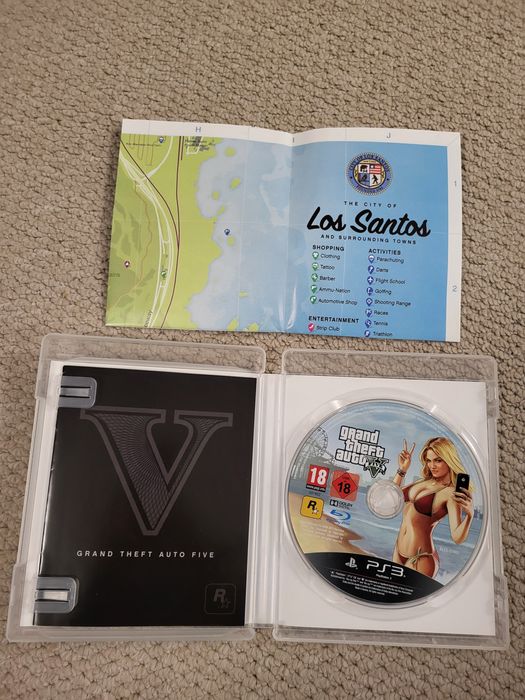 H
J
THE CITY OF
Los Santos
AND SURROUNDING TOWNS
SHOPPING
Clothing
Tattoo
Barber
Ammu-Nation
Automotive Shop
ENTERTAINMENT
Strip Club
ACTIVITIES
Parachuting
Darts
Flight School
Golfing
Shooting Range
Races
Tennis
Triathlon
1
2
V
GRAND THEFT AUTO FIVE
R
grand
theft
auto
V
18
18
DOLBY
R
PS3